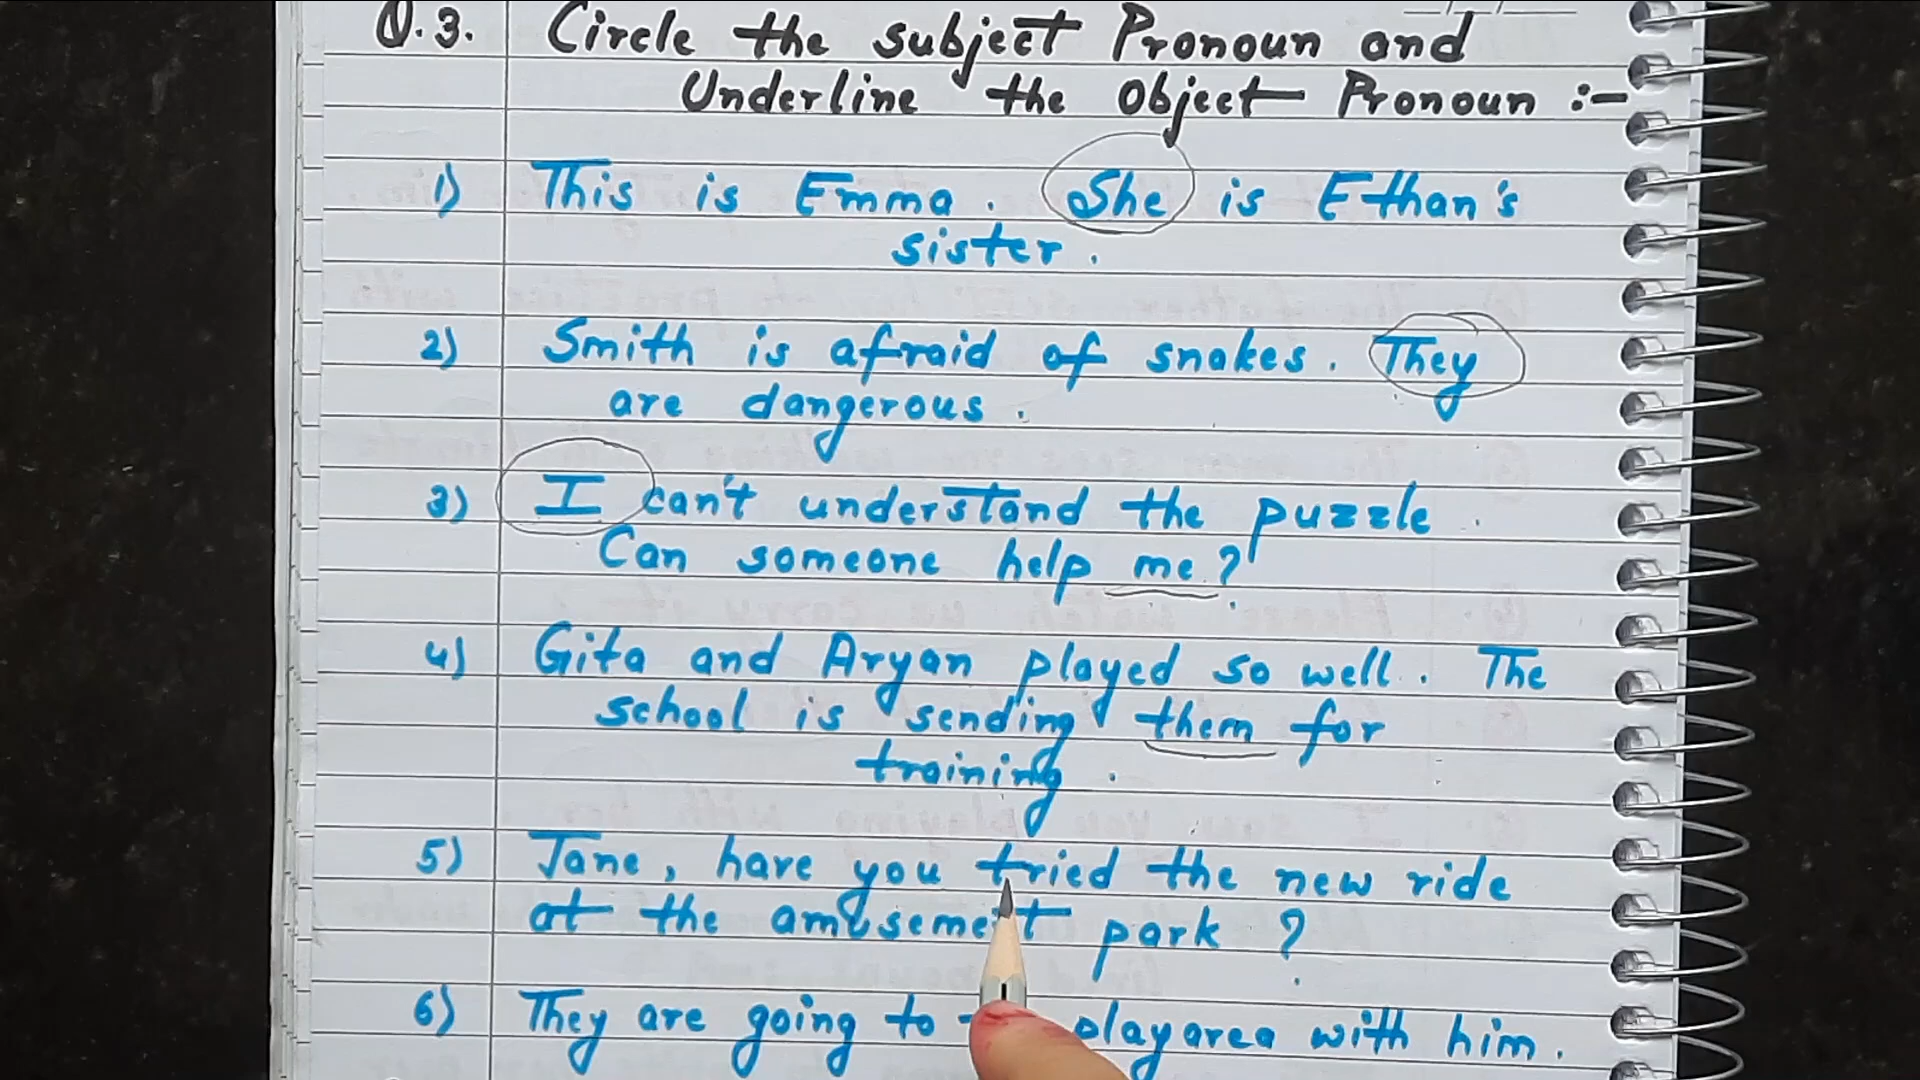 Q.3. Circle the subject Pronoun and
Underline the Object Pronoun :-
1) This is Emma. She is Ethan's
sister.
2) Smith is afraid of snakes. They
are dangerous.
3) I can't understand the puzzle.
Can someone help me?
4) Gita and Aryan played so well. The
school is sending them for
training.
5) Jane, have you tried the new ride
at the amusement park?
6) They are going to playarea with him.